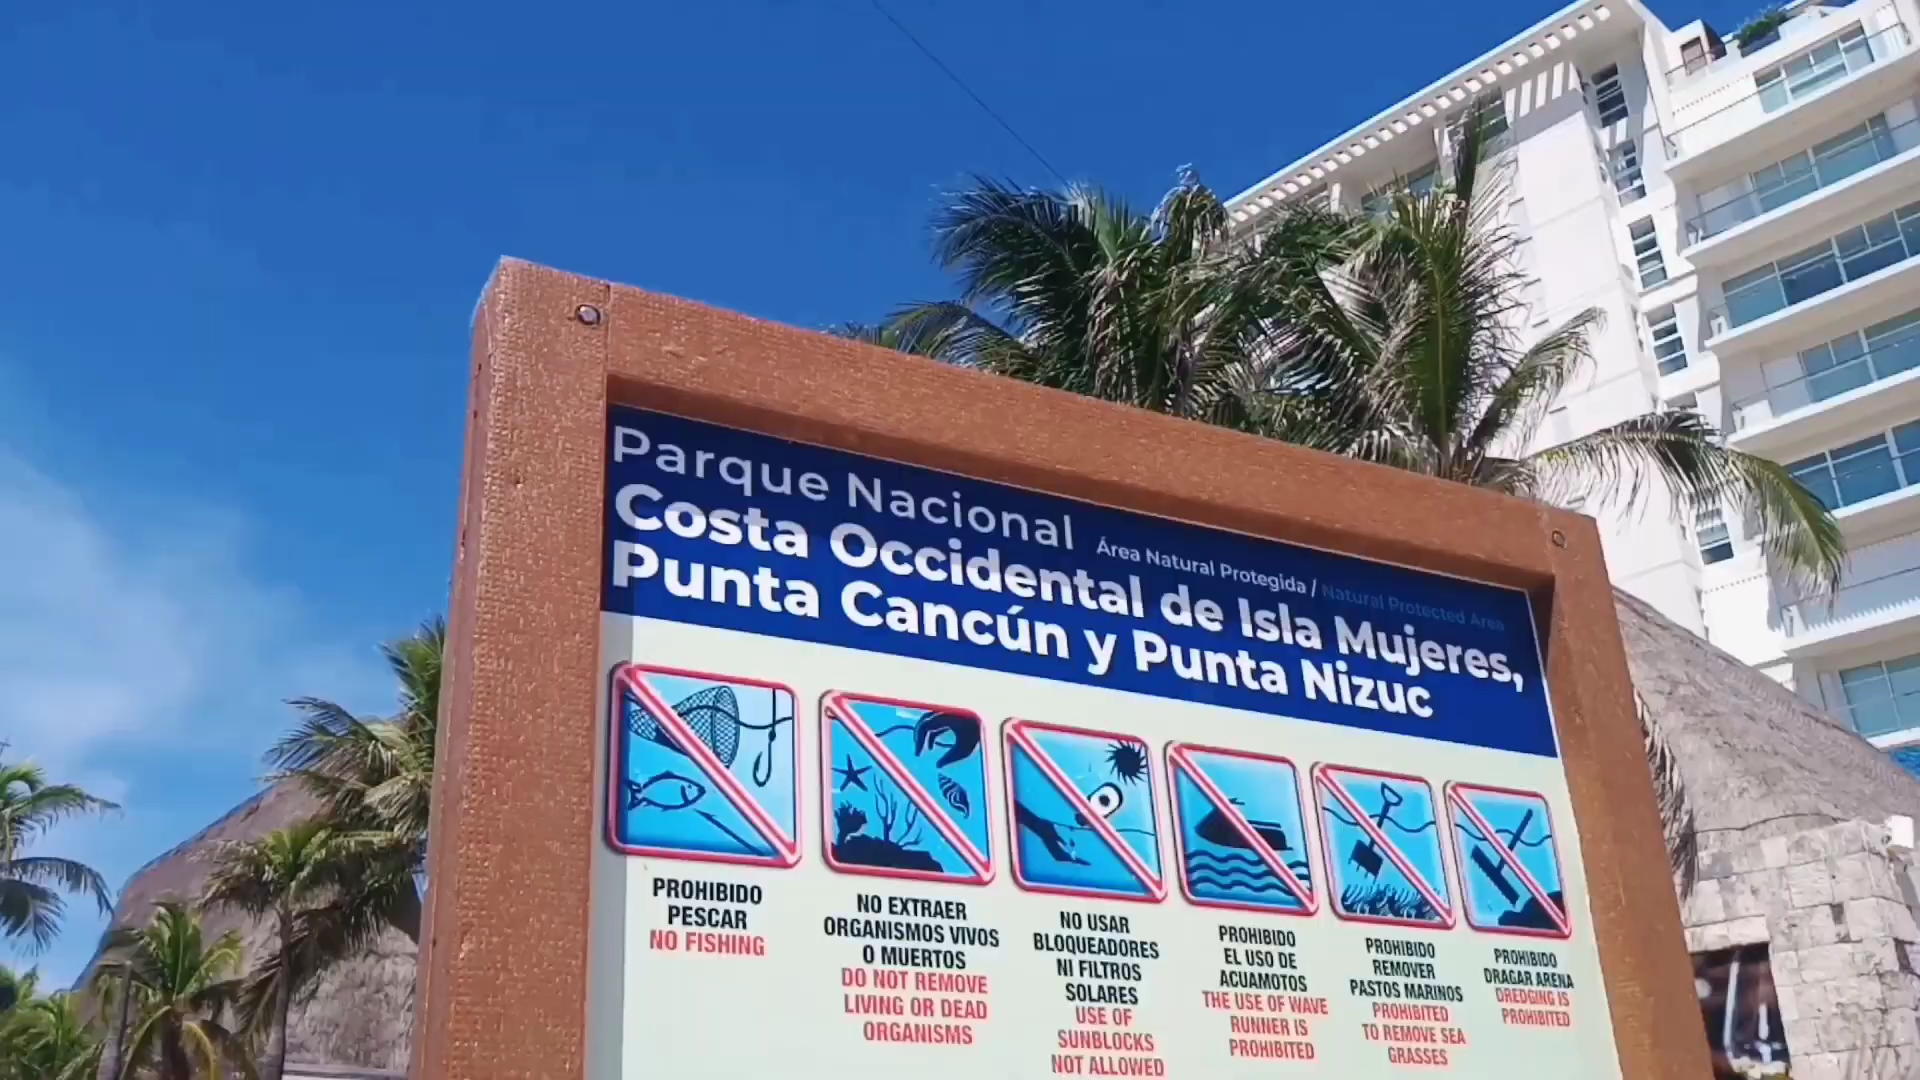 Parque Nacional Área Natural Protegida / Natural Protected Area
Costa Occidental de Isla Mujeres,
Punta Cancún y Punta Nizuc
PROHIBIDO
PESCAR
NO FISHING
NO EXTRAER
ORGANISMOS VIVOS
O MUERTOS
DO NOT REMOVE
LIVING OR DEAD
ORGANISMS
NO USAR
BLOQUEADORES
NI FILTROS
SOLARES
USE OF
SUNBLOCKS
NOT ALLOWED
PROHIBIDO
EL USO DE
ACUAMOTOS
THE USE OF WAVE
RUNNER IS
PROHIBITED
PROHIBIDO
REMOVER
PASTOS MARINOS
PROHIBITED
TO REMOVE SEA
GRASSES
PROHIBIDO
DRAGAR ARENA
DREDGING IS
PROHIBITED